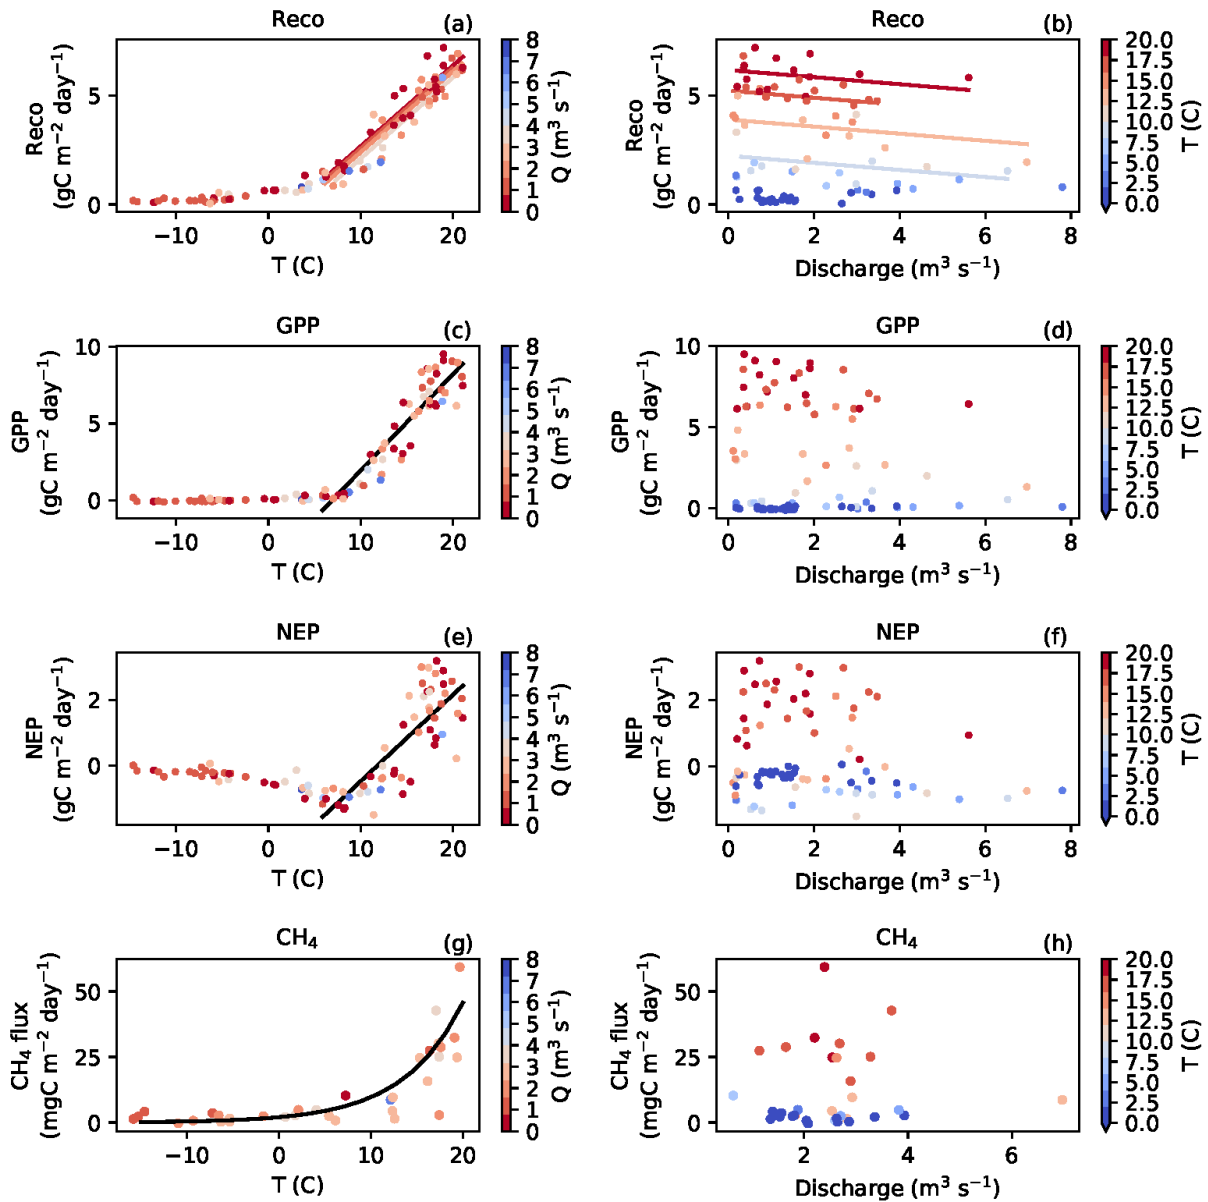 Reco
(a)
Reco
(gC m⁻² day⁻¹)
5
0
−10
0
10
20
T (C)
8
7
6
5
4
3
2
1
0
Q (m³ s⁻¹)
Reco
(b)
Reco
(gC m⁻² day⁻¹)
5
0
0
2
4
6
8
Discharge (m³ s⁻¹)
20.0
17.5
15.0
12.5
10.0
7.5
5.0
2.5
0.0
T (C)
GPP
(c)
GPP
(gC m⁻² day⁻¹)
10
5
0
−10
0
10
20
T (C)
8
7
6
5
4
3
2
1
0
Q (m³ s⁻¹)
GPP
(d)
GPP
(gC m⁻² day⁻¹)
10
5
0
0
2
4
6
8
Discharge (m³ s⁻¹)
20.0
17.5
15.0
12.5
10.0
7.5
5.0
2.5
0.0
T (C)
NEP
(e)
NEP
(gC m⁻² day⁻¹)
2
0
−10
0
10
20
T (C)
8
7
6
5
4
3
2
1
0
Q (m³ s⁻¹)
NEP
(f)
NEP
(gC m⁻² day⁻¹)
2
0
0
2
4
6
8
Discharge (m³ s⁻¹)
20.0
17.5
15.0
12.5
10.0
7.5
5.0
2.5
0.0
T (C)
CH₄
(g)
CH₄ flux
(mgC m⁻² day⁻¹)
50
25
0
−10
0
10
20
T (C)
8
7
6
5
4
3
2
1
0
Q (m³ s⁻¹)
CH₄
(h)
CH₄ flux
(mgC m⁻² day⁻¹)
50
25
0
2
4
6
Discharge (m³ s⁻¹)
20.0
17.5
15.0
12.5
10.0
7.5
5.0
2.5
0.0
T (C)